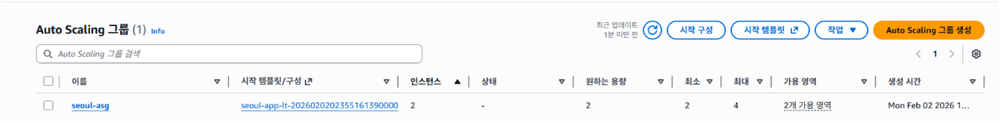 Auto Scaling 그룹 (1) Info
최근 업데이트
1분 미만 전
시작 구성
시작 템플릿
작업
Auto Scaling 그룹 생성
Auto Scaling 그룹 검색
1
이름 시작 템플릿/구성 인스턴스 상태 원하는 용량 최소 최대 가용 영역 생성 시간
seoul-asg seoul-app-lt-2026020202355161390000 2 - 2 2 4 2개 가용 영역 Mon Feb 02 2026 1...